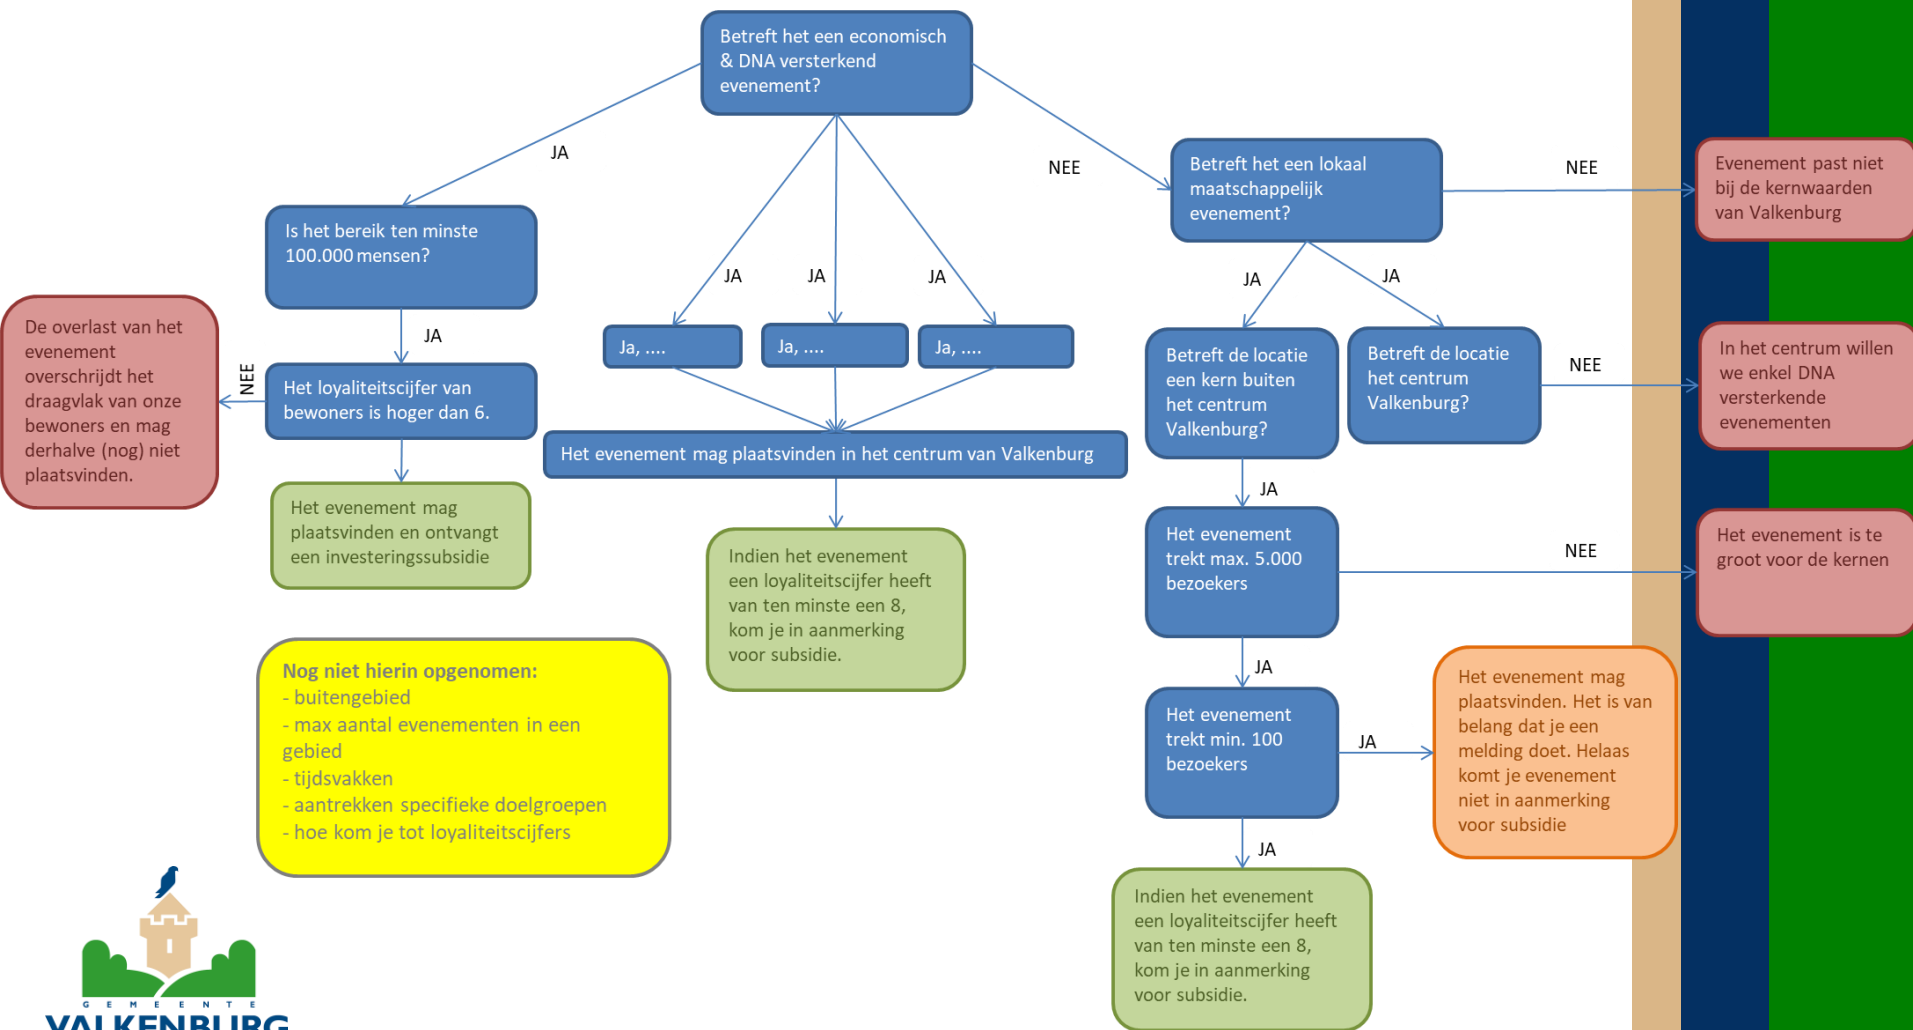 Betreft het een economisch
& DNA versterkend
evenement?
JA
JA
JA
JA
NEE
Betreft het een lokaal
maatschappelijk
evenement?
NEE
Evenement past niet
bij de kernwaarden
van Valkenburg
Is het bereik ten minste
100.000 mensen?
JA
Ja, ....
Ja, ....
Ja, ....
JA
JA
De overlast van het
evenement
overschrijdt het
draagvlak van onze
bewoners en mag
derhalve (nog) niet
plaatsvinden.
NEE
Het loyaliteitscijfer van
bewoners is hoger dan 6.
Het evenement mag plaatsvinden in het centrum van Valkenburg
Betreft de locatie
een kern buiten
het centrum
Valkenburg?
Betreft de locatie
het centrum
Valkenburg?
NEE
In het centrum willen
we enkel DNA
versterkende
evenementen
Het evenement mag
plaatsvinden en ontvangt
een investeringssubsidie
Indien het evenement
een loyaliteitscijfer heeft
van ten minste een 8,
kom je in aanmerking
voor subsidie.
JA
Het evenement
trekt max. 5.000
bezoekers
NEE
Het evenement is te
groot voor de kernen
JA
Het evenement
trekt min. 100
bezoekers
JA
Het evenement mag
plaatsvinden. Het is van
belang dat je een
melding doet. Helaas
komt je evenement
niet in aanmerking
voor subsidie
JA
Indien het evenement
een loyaliteitscijfer heeft
van ten minste een 8,
kom je in aanmerking
voor subsidie.
Nog niet hierin opgenomen:
- buitengebied
- max aantal evenementen in een
gebied
- tijdsvakken
- aantrekken specifieke doelgroepen
- hoe kom je tot loyaliteitscijfers
GEMEENTE
VALKENBURG